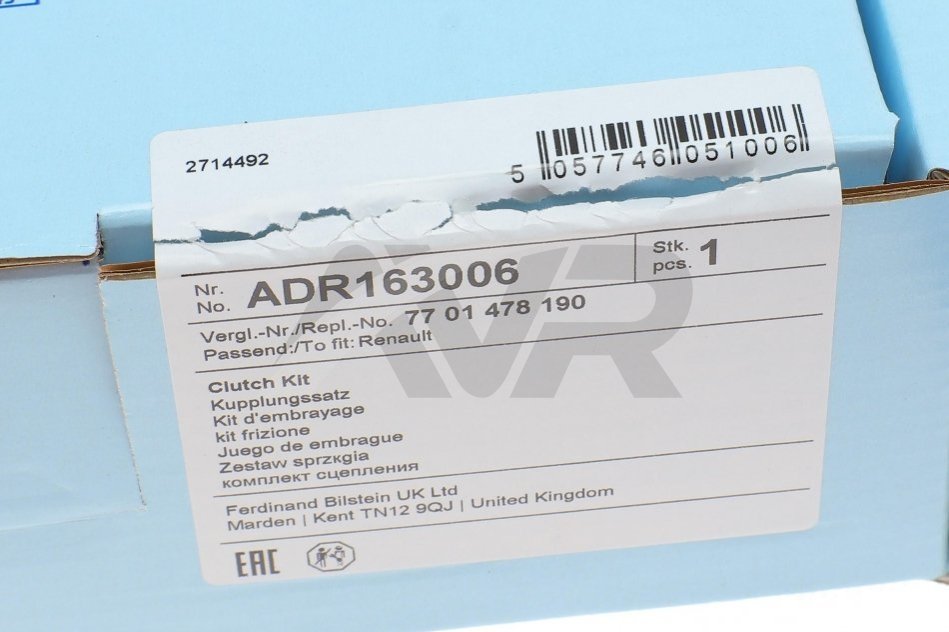 2714492
5 057746 051006
Nr.
No. ADR163006
Stk.
pcs. 1
Vergl.-Nr./Repl.-No. 77 01 478 190
Passend:/To fit: Renault
Clutch Kit
Kupplungssatz
Kit d'embrayage
kit frizione
Juego de embrague
Zestaw sprzкgia
комплект сцепления
Ferdinand Bilstein UK Ltd
Marden | Kent TN12 9QJ | United Kingdom
EAC
AVR